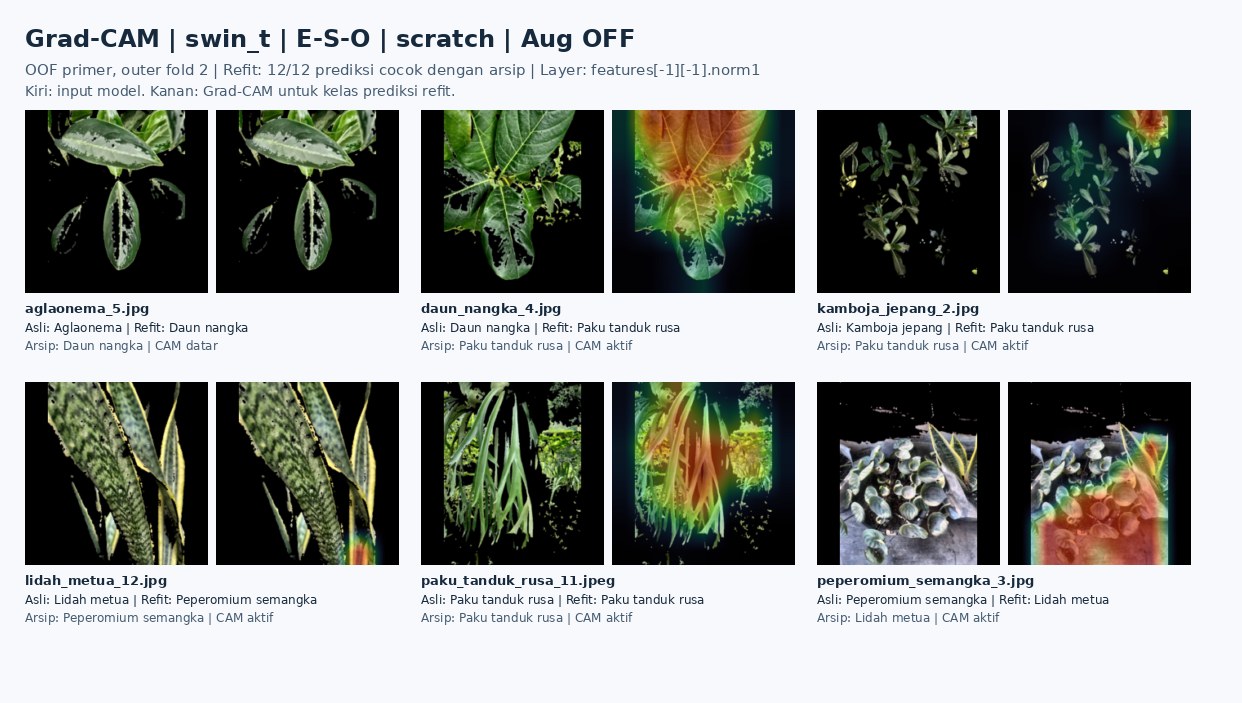 Grad-CAM | swin_t | E-S-O | scratch | Aug OFF
OOF primer, outer fold 2 | Refit: 12/12 prediksi cocok dengan arsip | Layer: features[-1][-1].norm1
Kiri: input model. Kanan: Grad-CAM untuk kelas prediksi refit.
aglaonema_5.jpg
Asli: Aglaonema | Refit: Daun nangka
Arsip: Daun nangka | CAM datar
daun_nangka_4.jpg
Asli: Daun nangka | Refit: Paku tanduk rusa
Arsip: Paku tanduk rusa | CAM aktif
kamboja_jepang_2.jpg
Asli: Kamboja jepang | Refit: Paku tanduk rusa
Arsip: Paku tanduk rusa | CAM aktif
lidah_metua_12.jpg
Asli: Lidah metua | Refit: Peperomium semangka
Arsip: Peperomium semangka | CAM aktif
paku_tanduk_rusa_11.jpeg
Asli: Paku tanduk rusa | Refit: Paku tanduk rusa
Arsip: Paku tanduk rusa | CAM aktif
peperomium_semangka_3.jpg
Asli: Peperomium semangka | Refit: Lidah metua
Arsip: Lidah metua | CAM aktif